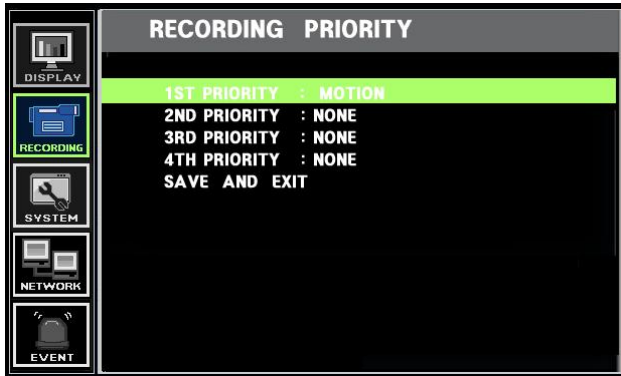 RECORDING PRIORITY
DISPLAY
RECORDING
SYSTEM
NETWORK
EVENT
1ST PRIORITY : MOTION
2ND PRIORITY : NONE
3RD PRIORITY : NONE
4TH PRIORITY : NONE
SAVE AND EXIT